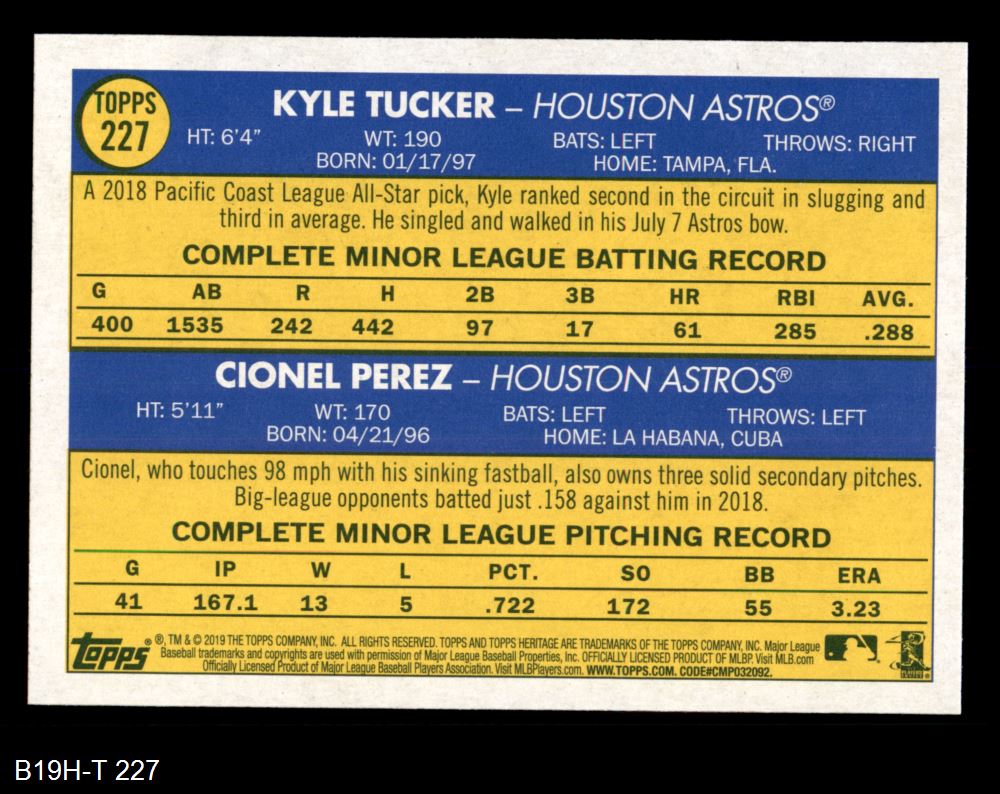 TOPPS
227
KYLE TUCKER – HOUSTON ASTROS®
HT: 6'4" WT: 190 BATS: LEFT THROWS: RIGHT
BORN: 01/17/97 HOME: TAMPA, FLA.
A 2018 Pacific Coast League All-Star pick, Kyle ranked second in the circuit in slugging and
third in average. He singled and walked in his July 7 Astros bow.
COMPLETE MINOR LEAGUE BATTING RECORD
G AB R H 2B 3B HR RBI AVG.
400 1535 242 442 97 17 61 285 .288
CIONEL PEREZ – HOUSTON ASTROS®
HT: 5'11" WT: 170 BATS: LEFT THROWS: LEFT
BORN: 04/21/96 HOME: LA HABANA, CUBA
Cionel, who touches 98 mph with his sinking fastball, also owns three solid secondary pitches.
Big-league opponents batted just .158 against him in 2018.
COMPLETE MINOR LEAGUE PITCHING RECORD
G IP W L PCT. SO BB ERA
41 167.1 13 5 .722 172 55 3.23
Topps® ®, TM & © 2019 THE TOPPS COMPANY, INC. ALL RIGHTS RESERVED. TOPPS AND TOPPS HERITAGE ARE TRADEMARKS OF THE TOPPS COMPANY, INC. Major League
Baseball trademarks and copyrights are used with permission of Major League Baseball Properties, Inc. OFFICIALLY LICENSED PRODUCT OF MLBP. Visit MLB.com
Officially Licensed Product of Major League Baseball Players Association. Visit MLBPlayers.com. WWW.TOPPS.COM. CODE#CMP032092.
B19H-T 227